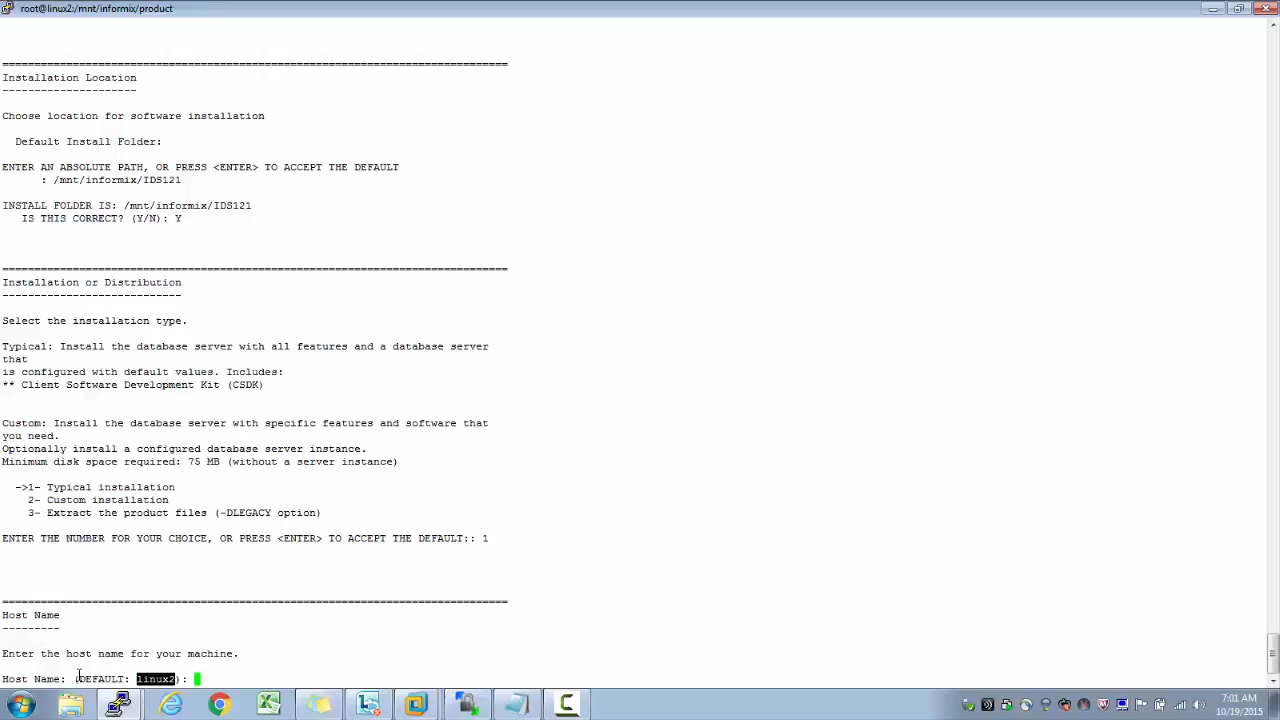 root@linux2:/mnt/informix/product
===============================================================================
Installation Location
---------------------
Choose location for software installation
Default Install Folder:
ENTER AN ABSOLUTE PATH, OR PRESS <ENTER> TO ACCEPT THE DEFAULT
: /mnt/informix/IDS121
INSTALL FOLDER IS: /mnt/informix/IDS121
IS THIS CORRECT? (Y/N): Y
===============================================================================
Installation or Distribution
----------------------------
Select the installation type.
Typical: Install the database server with all features and a database server
that
is configured with default values. Includes:
** Client Software Development Kit (CSDK)
Custom: Install the database server with specific features and software that
you need.
Optionally install a configured database server instance.
Minimum disk space required: 75 MB (without a server instance)
->1- Typical installation
2- Custom installation
3- Extract the product files (-DLEGACY option)
ENTER THE NUMBER FOR YOUR CHOICE, OR PRESS <ENTER> TO ACCEPT THE DEFAULT:: 1
===============================================================================
Host Name
---------
Enter the host name for your machine.
Host Name: (DEFAULT: linux2):
7:01 AM
10/19/2015